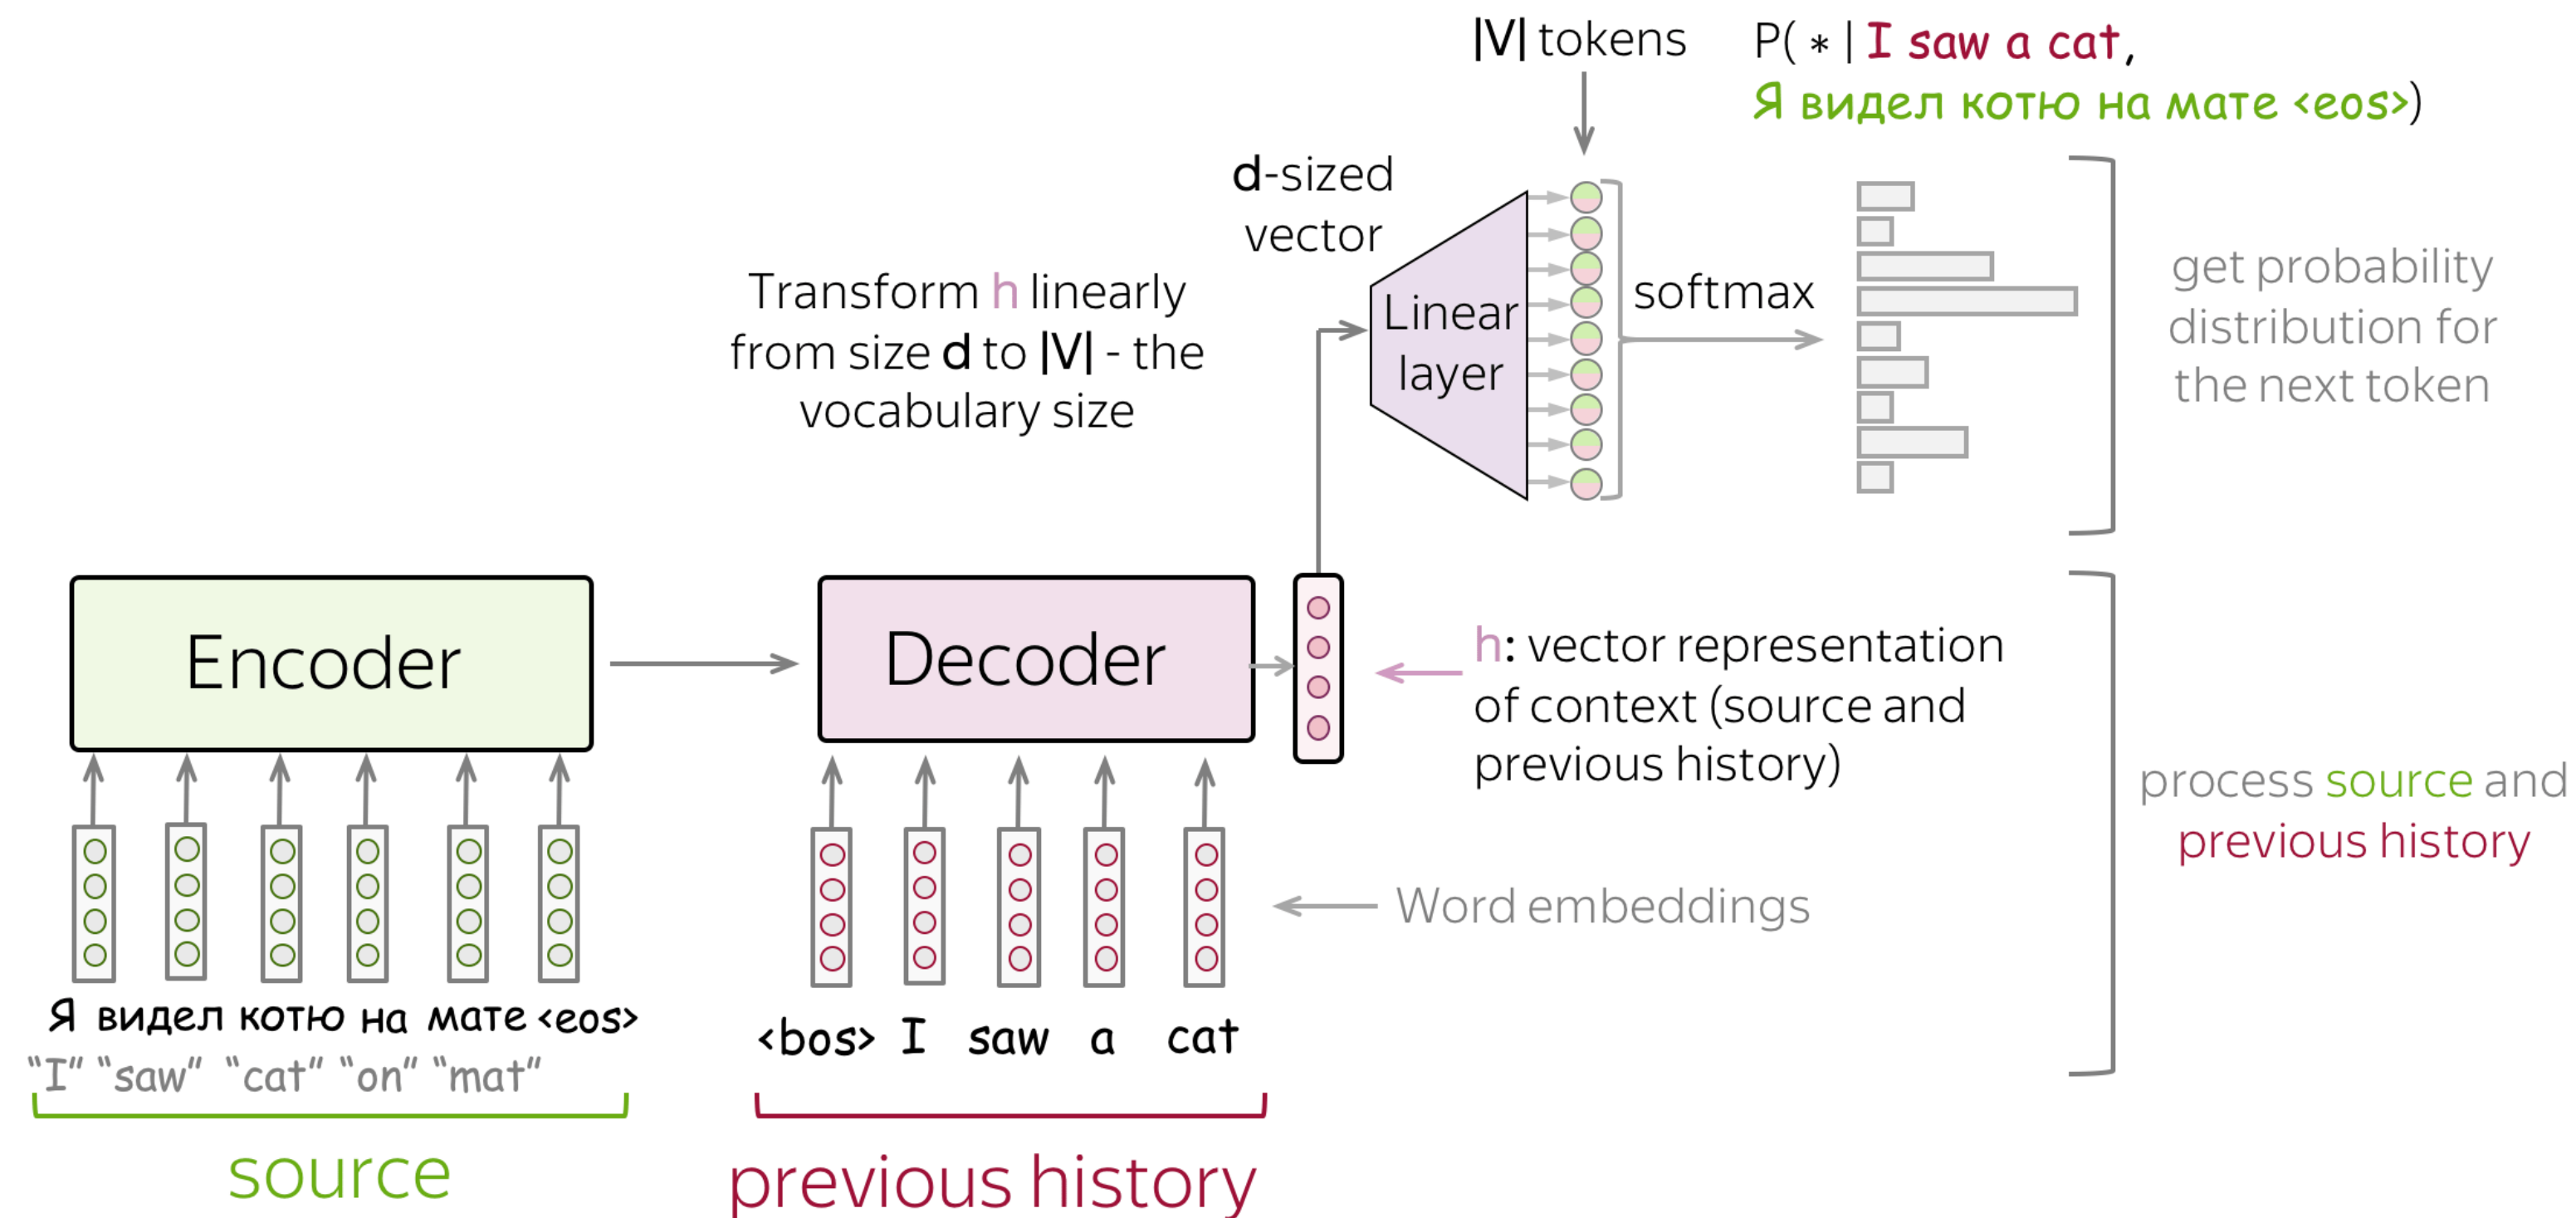 |V| tokens
P( * | I saw a cat,
Я видел котю на мате <eos>)
d-sized
vector
Transform h linearly
from size d to |V| - the
vocabulary size
Linear
layer
softmax
get probability
distribution for
the next token
Encoder
Decoder
h: vector representation
of context (source and
previous history)
process source and
previous history
Word embeddings
Я видел котю на мате <eos>
"I" "saw" "cat" "on" "mat"
<bos> I saw a cat
source
previous history